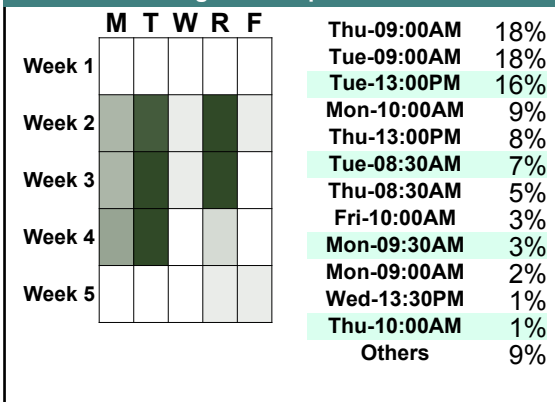 M T W R F
Week 1
Week 2
Week 3
Week 4
Week 5
Thu-09:00AM 18%
Tue-09:00AM 18%
Tue-13:00PM 16%
Mon-10:00AM 9%
Thu-13:00PM 8%
Tue-08:30AM 7%
Thu-08:30AM 5%
Fri-10:00AM 3%
Mon-09:30AM 3%
Mon-09:00AM 2%
Wed-13:30PM 1%
Thu-10:00AM 1%
Others 9%